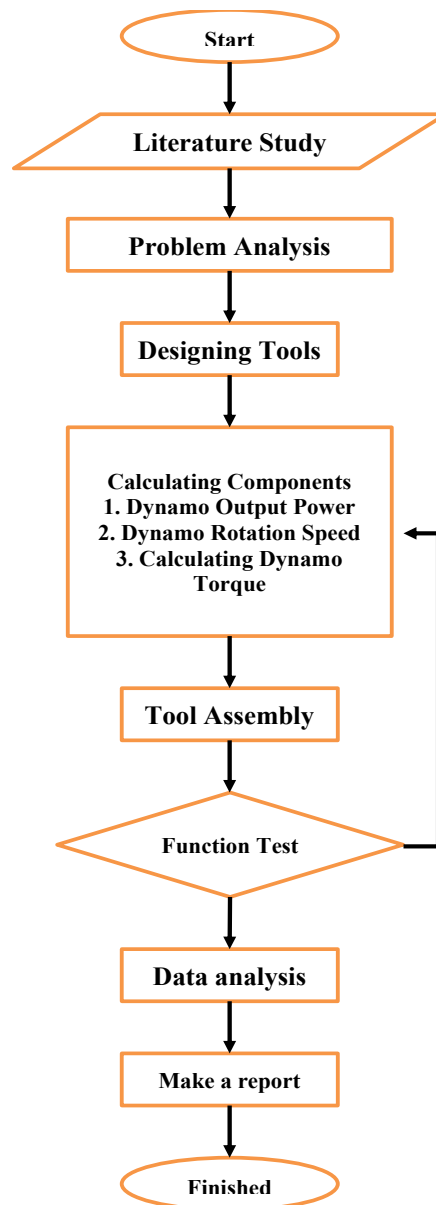 Start
Literature Study
Problem Analysis
Designing Tools
Calculating Components
1. Dynamo Output Power
2. Dynamo Rotation Speed
3. Calculating Dynamo
Torque
Tool Assembly
Function Test
Data analysis
Make a report
Finished